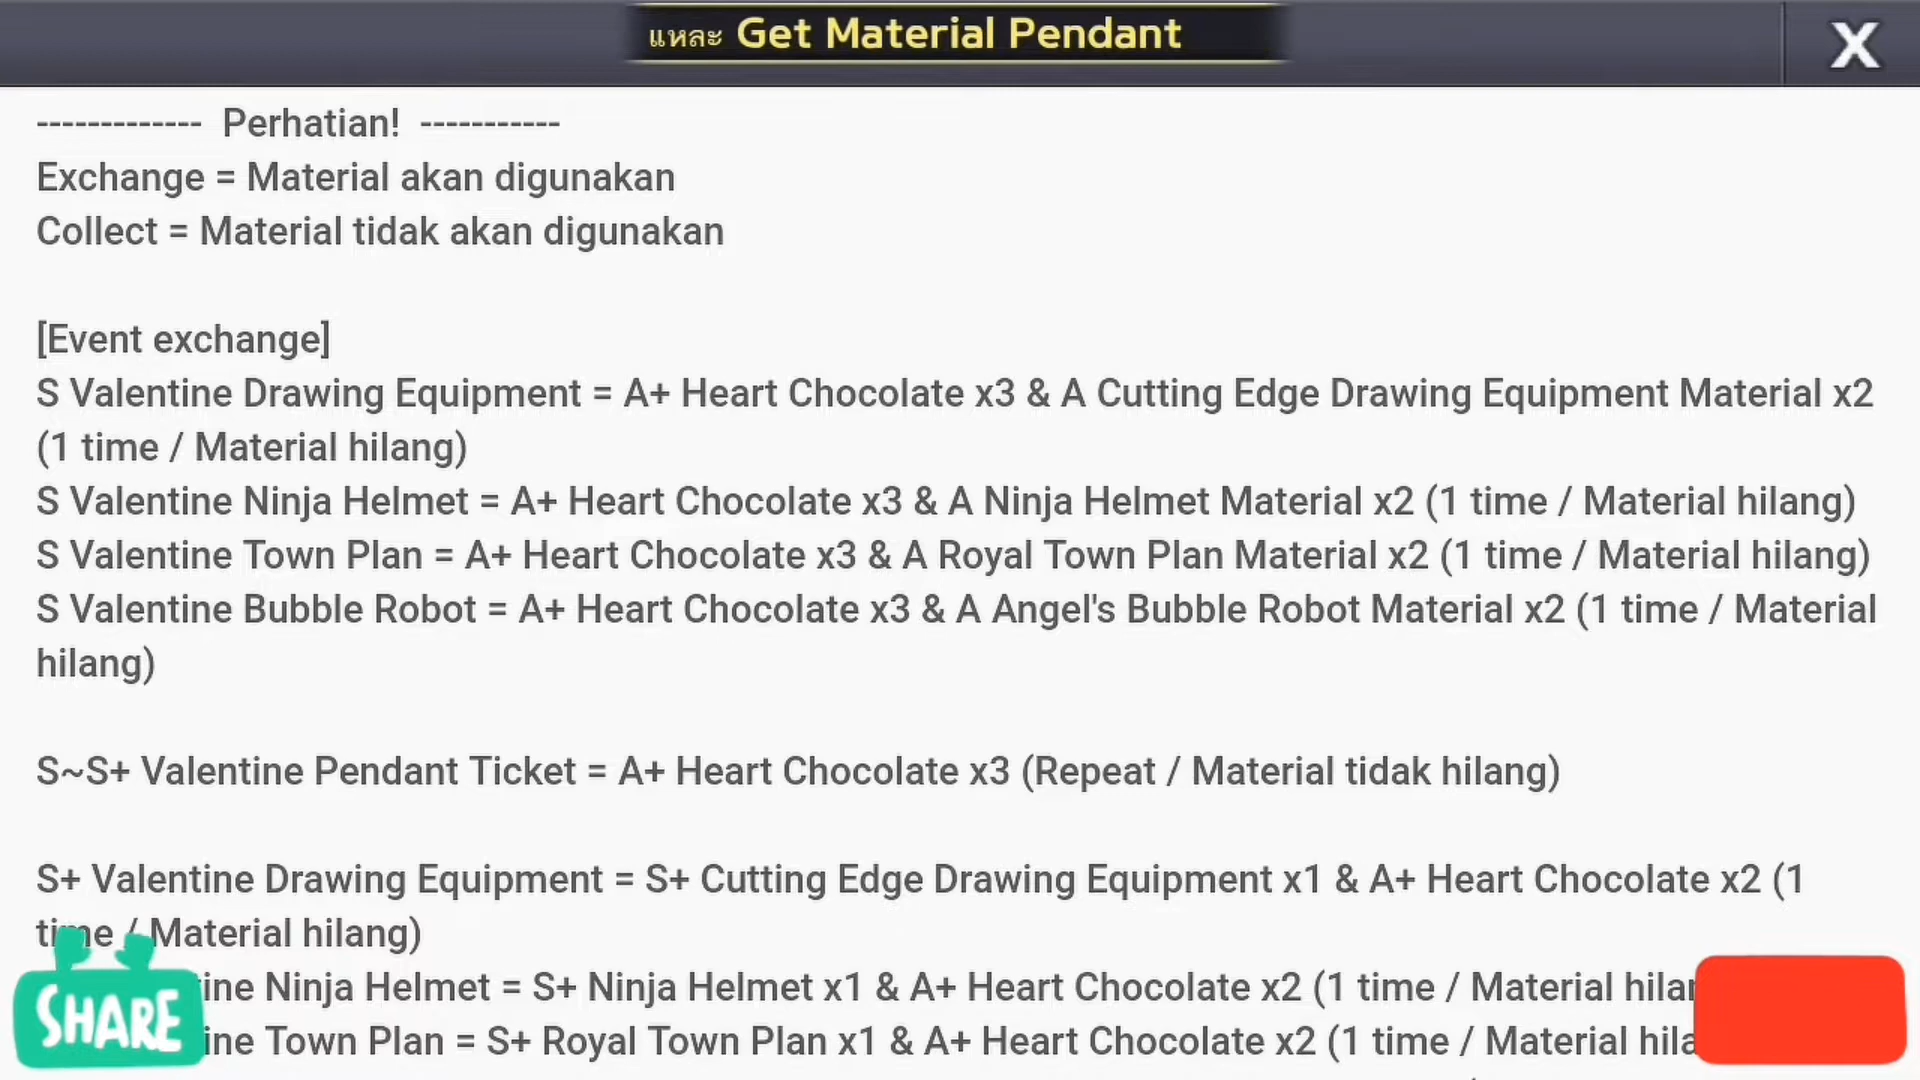 แหละ Get Material Pendant
X
------------- Perhatian! -----------
Exchange = Material akan digunakan
Collect = Material tidak akan digunakan
[Event exchange]
S Valentine Drawing Equipment = A+ Heart Chocolate x3 & A Cutting Edge Drawing Equipment Material x2
(1 time / Material hilang)
S Valentine Ninja Helmet = A+ Heart Chocolate x3 & A Ninja Helmet Material x2 (1 time / Material hilang)
S Valentine Town Plan = A+ Heart Chocolate x3 & A Royal Town Plan Material x2 (1 time / Material hilang)
S Valentine Bubble Robot = A+ Heart Chocolate x3 & A Angel's Bubble Robot Material x2 (1 time / Material
hilang)
S~S+ Valentine Pendant Ticket = A+ Heart Chocolate x3 (Repeat / Material tidak hilang)
S+ Valentine Drawing Equipment = S+ Cutting Edge Drawing Equipment x1 & A+ Heart Chocolate x2 (1
time / Material hilang)
ine Ninja Helmet = S+ Ninja Helmet x1 & A+ Heart Chocolate x2 (1 time / Material hila
ine Town Plan = S+ Royal Town Plan x1 & A+ Heart Chocolate x2 (1 time / Material hila
SHARE